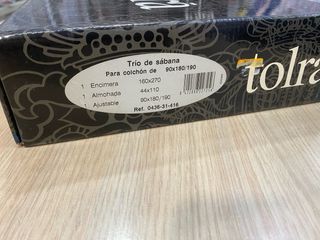 Trío de sábana
Para colchón de 90x180/190
1 Encimera 160x270
1 Almohada 44x110
1 Ajustable 90x180/190
Ref. 0436-31-416
tolra